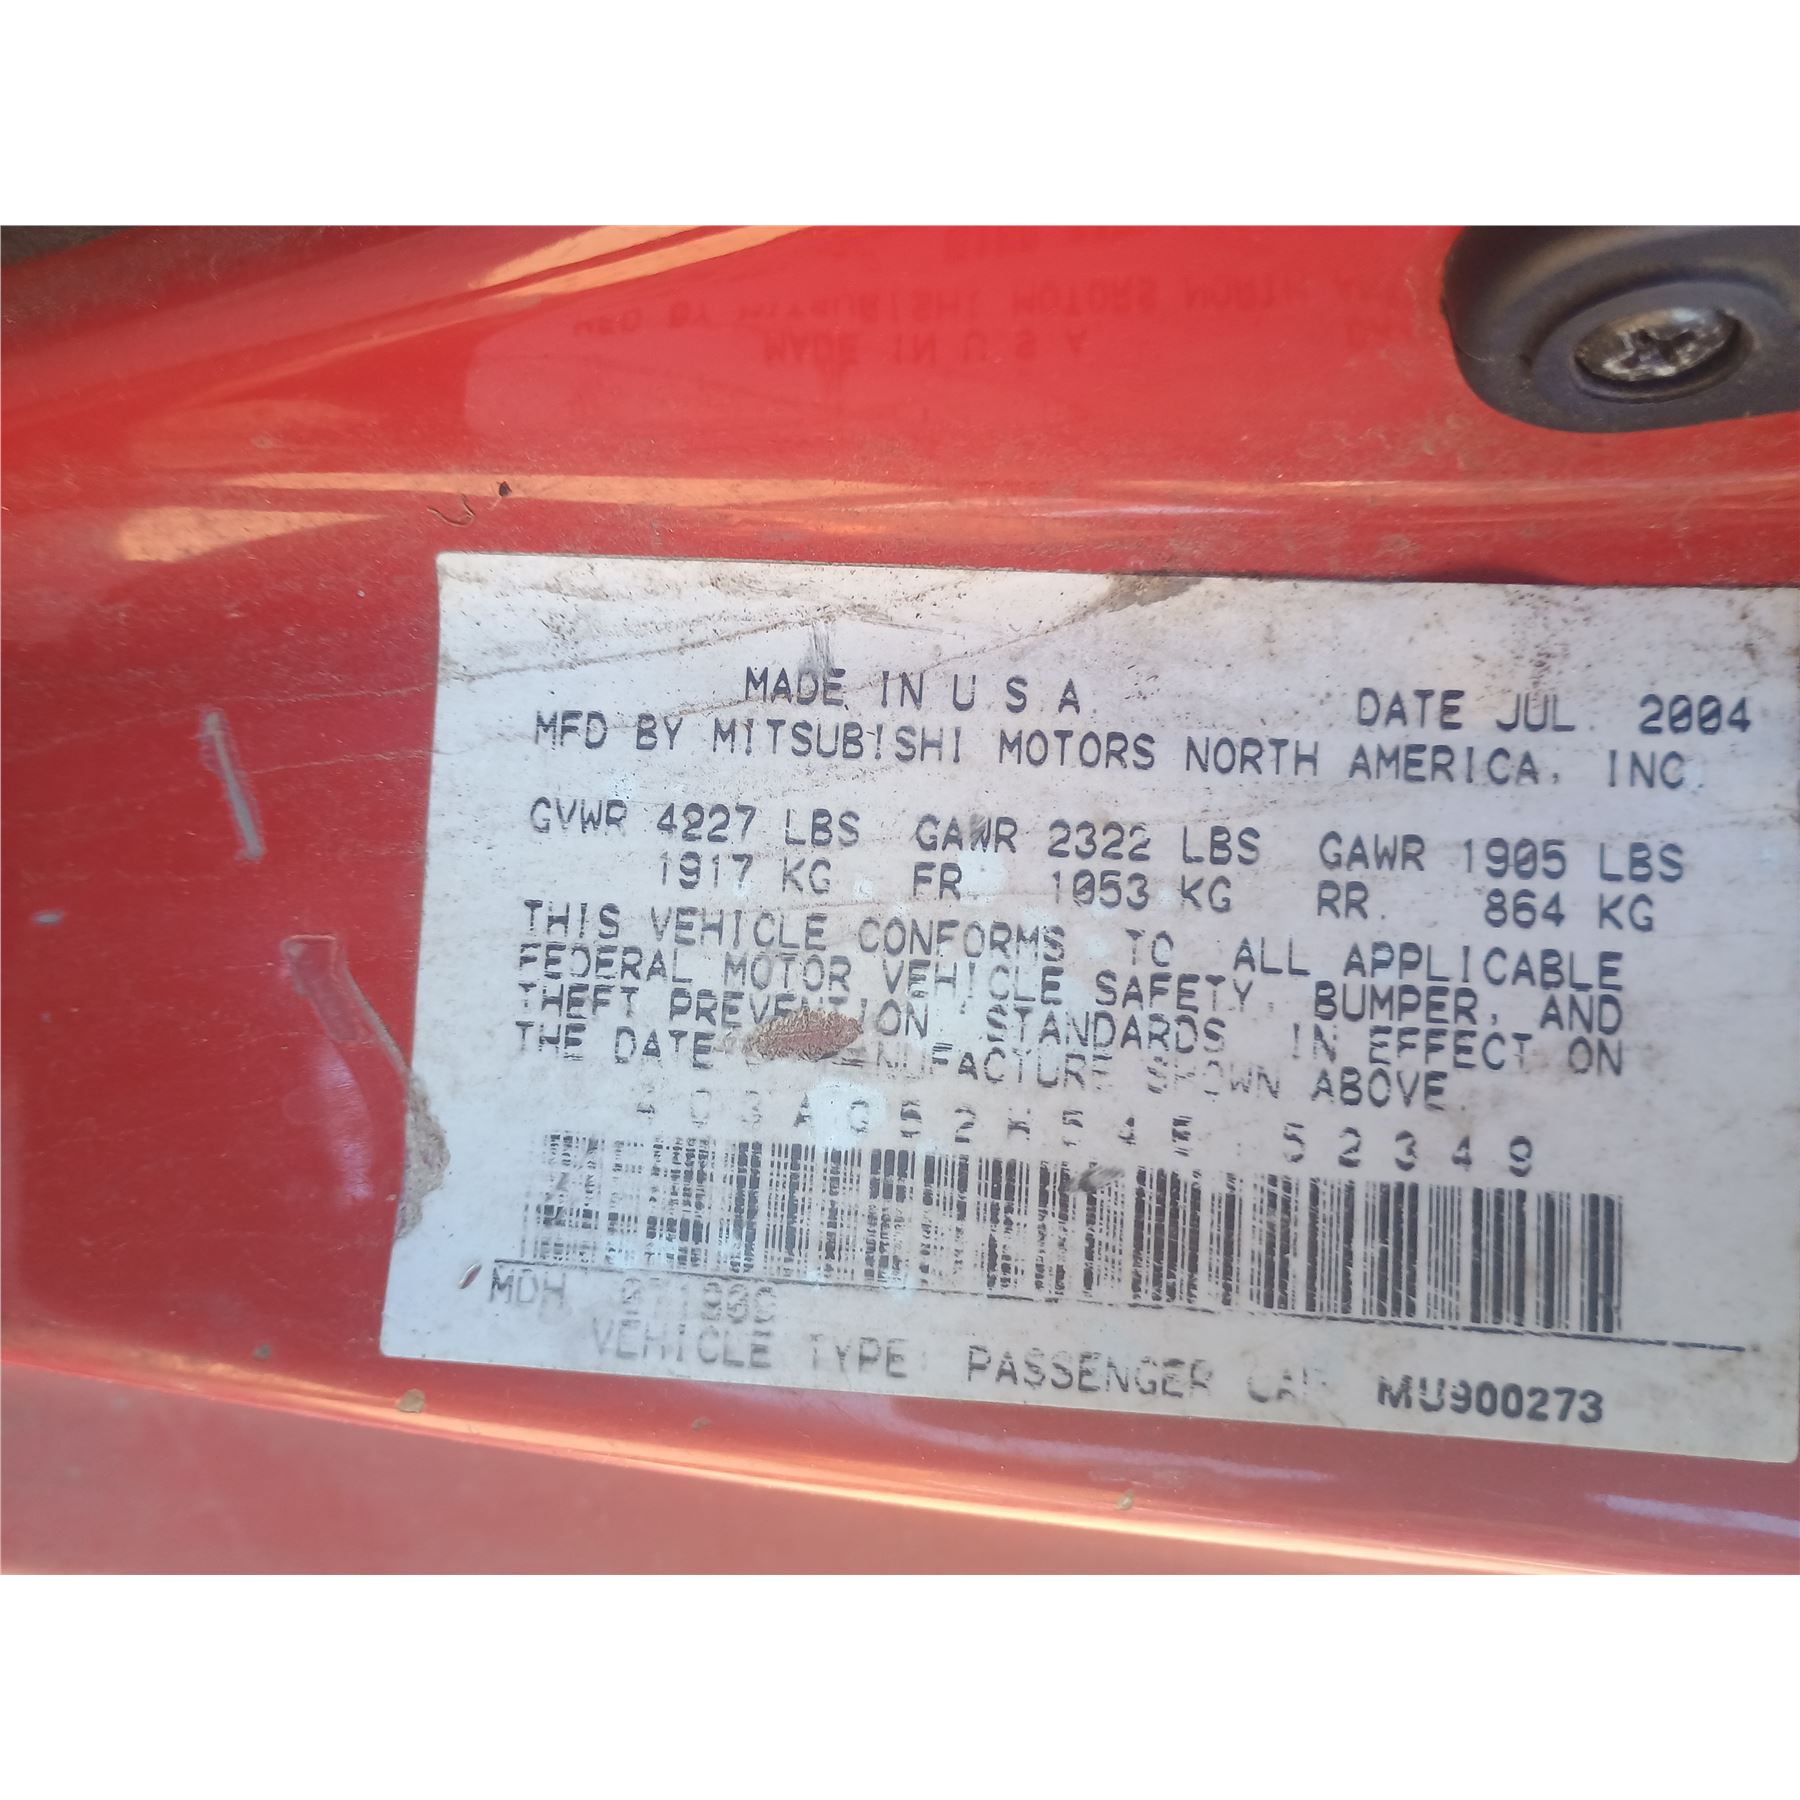 MADE IN U.S.A. DATE JUL. 2004
MFD BY MITSUBISHI MOTORS NORTH AMERICA, INC.
GVWR 4227 LBS GAWR 2322 LBS GAWR 1905 LBS
1917 KG FR. 1053 KG RR. 864 KG
THIS VEHICLE CONFORMS TO ALL APPLICABLE
FEDERAL MOTOR VEHICLE SAFETY, BUMPER, AND
THEFT PREVENTION STANDARDS IN EFFECT ON
THE DATE MANUFACTURE SHOWN ABOVE.
MDH
VEHICLE TYPE: PASSENGER CAR MU900273